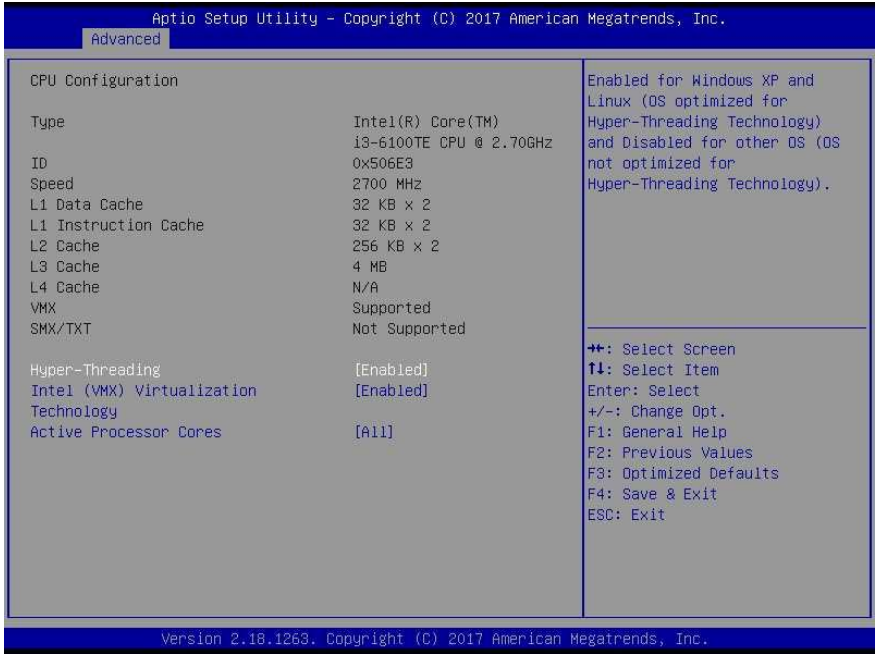 Aptio Setup Utility – Copyright (C) 2017 American Megatrends, Inc.
Advanced
CPU Configuration
Type Intel(R) Core(TM)
i3-6100TE CPU @ 2.70GHz
ID 0x506E3
Speed 2700 MHz
L1 Data Cache 32 KB x 2
L1 Instruction Cache 32 KB x 2
L2 Cache 256 KB x 2
L3 Cache 4 MB
L4 Cache N/A
VMX Supported
SMX/TXT Not Supported
Hyper-Threading [Enabled]
Intel (VMX) Virtualization [Enabled]
Technology
Active Processor Cores [All]
Enabled for Windows XP and
Linux (OS optimized for
Hyper-Threading Technology)
and Disabled for other OS (OS
not optimized for
Hyper-Threading Technology).
→←: Select Screen
↑↓: Select Item
Enter: Select
+/-: Change Opt.
F1: General Help
F2: Previous Values
F3: Optimized Defaults
F4: Save & Exit
ESC: Exit
Version 2.18.1263. Copyright (C) 2017 American Megatrends, Inc.